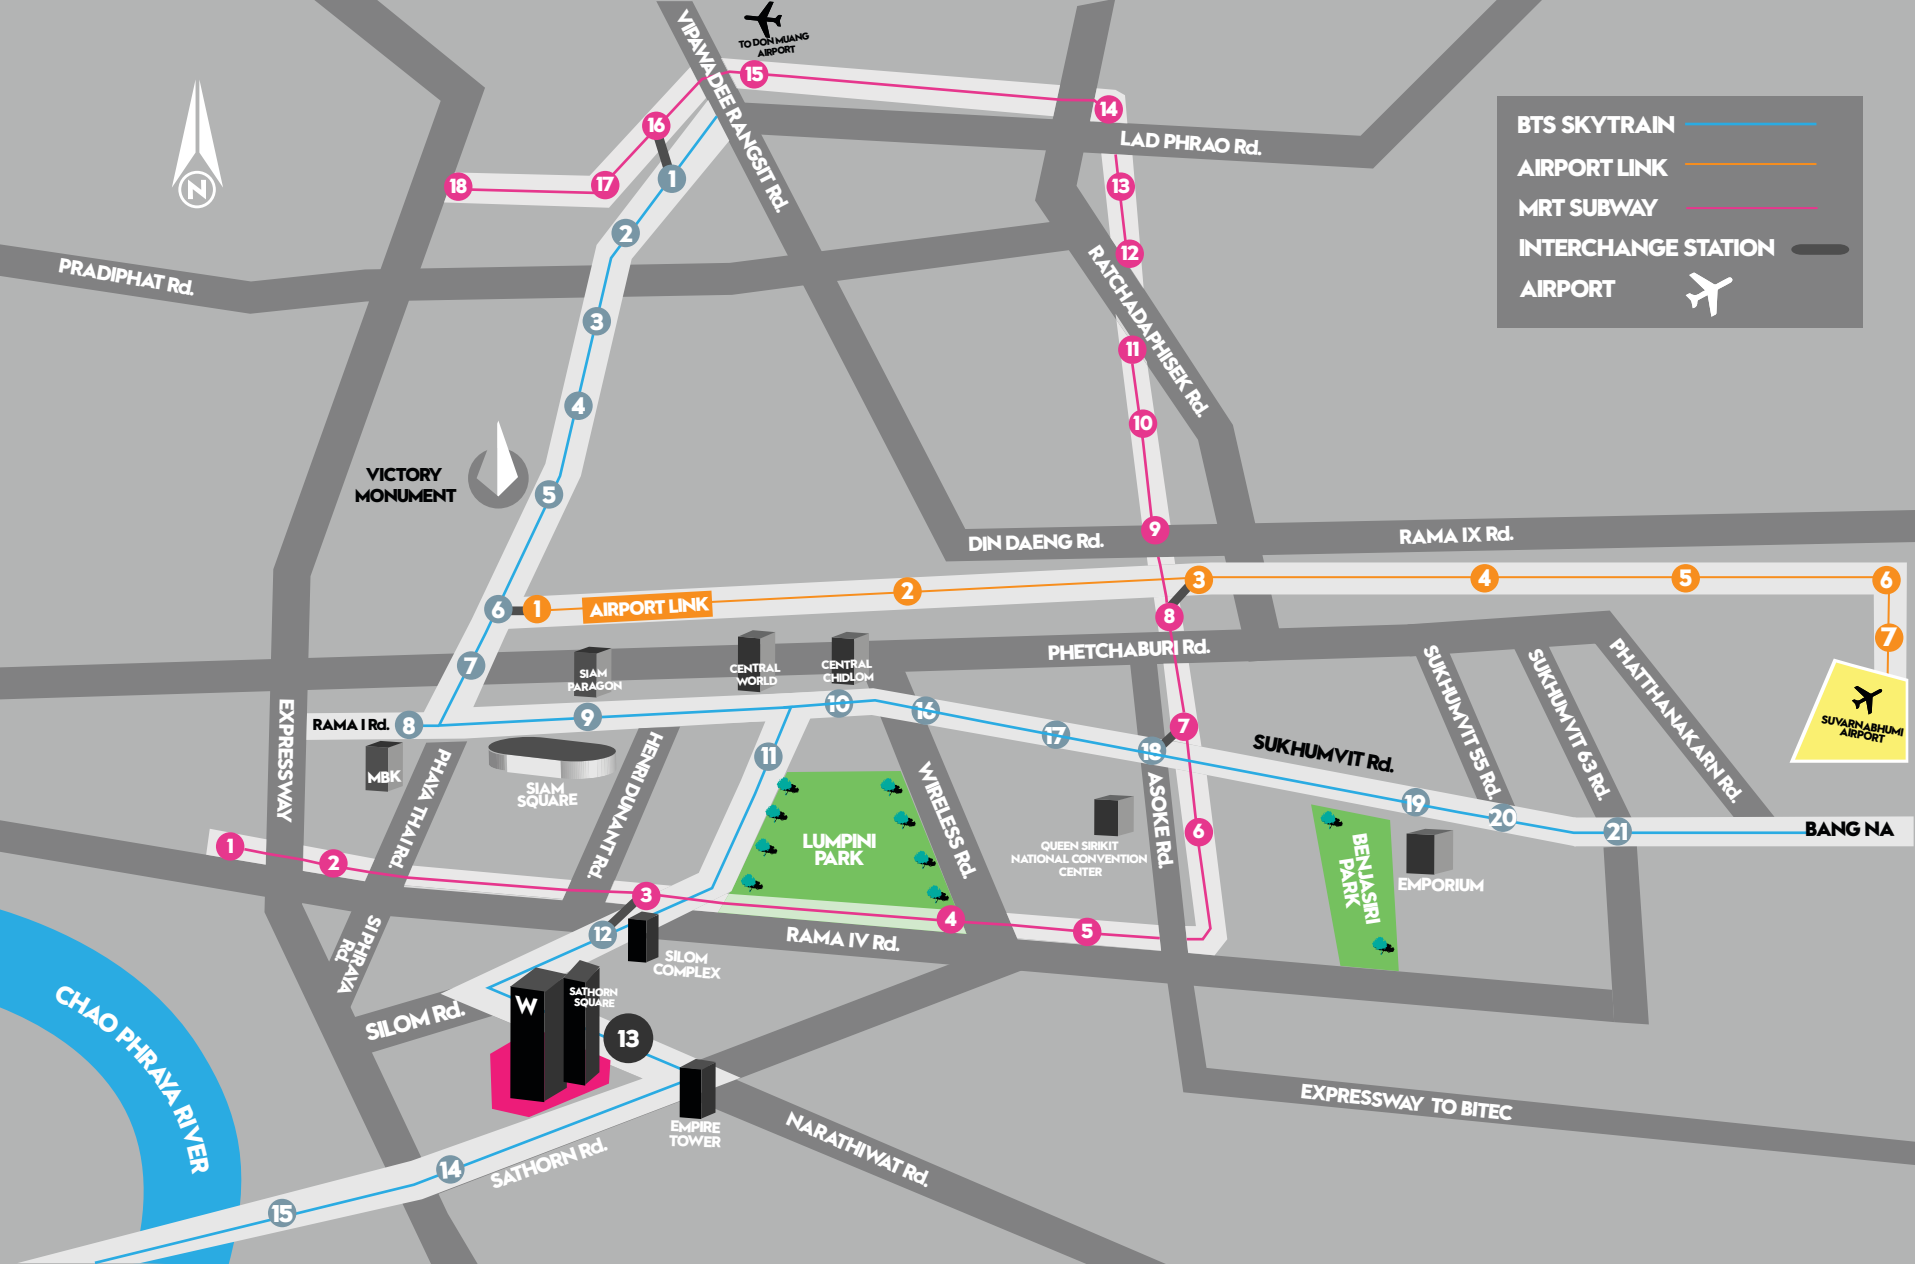 TO DON MUANG
AIRPORT
VIPAWADEE RANGSIT Rd.
15
14
16
LAD PHRAO Rd.
18
17
1
13
2
12
N
BTS SKYTRAIN
AIRPORT LINK
MRT SUBWAY
INTERCHANGE STATION
AIRPORT
PRADIPHAT Rd.
RATCHADAPHISEK Rd.
3
11
4
10
VICTORY
MONUMENT
5
9
DIN DAENG Rd.
RAMA IX Rd.
6
1
AIRPORT LINK
2
3
4
5
6
8
7
7
PHETCHABURI Rd.
SIAM
PARAGON
CENTRAL
WORLD
CENTRAL
CHIDLOM
SUKHUMVIT 55 Rd.
SUKHUMVIT 63 Rd.
PHATTHANAKARN Rd.
SUVARNABHUMI
AIRPORT
EXPRESSWAY
RAMA I Rd.
8
9
10
16
17
18
7
SUKHUMVIT Rd.
MBK
PHAYA THAI Rd.
SIAM
SQUARE
HENRI DUNANT Rd.
11
WIRELESS Rd.
ASOKE Rd.
19
20
21
BANG NA
1
2
LUMPINI
PARK
QUEEN SIRIKIT
NATIONAL CONVENTION
CENTER
6
BENJASIRI
PARK
EMPORIUM
3
4
5
12
RAMA IV Rd.
SI PHRAYA
Rd.
SILOM
COMPLEX
SILOM Rd.
W
SATHORN
SQUARE
13
CHAO PHRAYA RIVER
EMPIRE
TOWER
NARATHIWAT Rd.
EXPRESSWAY TO BITEC
SATHORN Rd.
14
15